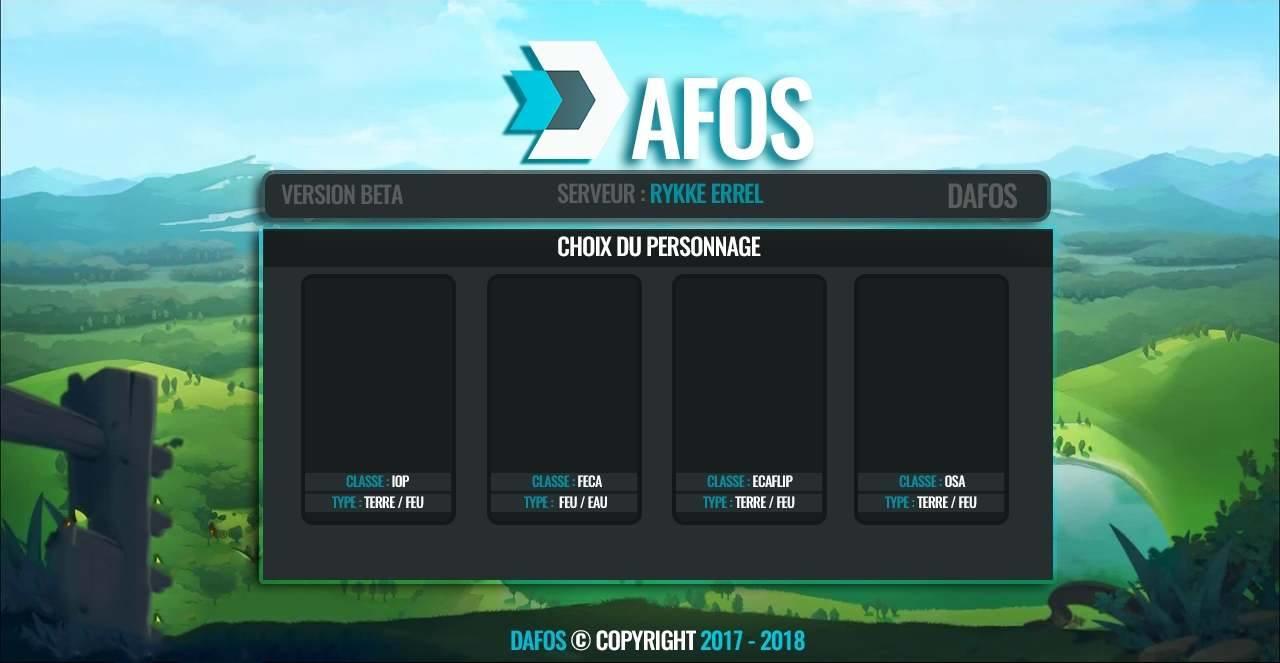 DAFOS
VERSION BETA
SERVEUR : RYKKE ERREL
DAFOS
CHOIX DU PERSONNAGE
CLASSE : IOP
TYPE : TERRE / FEU
CLASSE : FECA
TYPE : FEU / EAU
CLASSE : ECAFLIP
TYPE : TERRE / FEU
CLASSE : OSA
TYPE : TERRE / FEU
DAFOS © COPYRIGHT 2017 - 2018